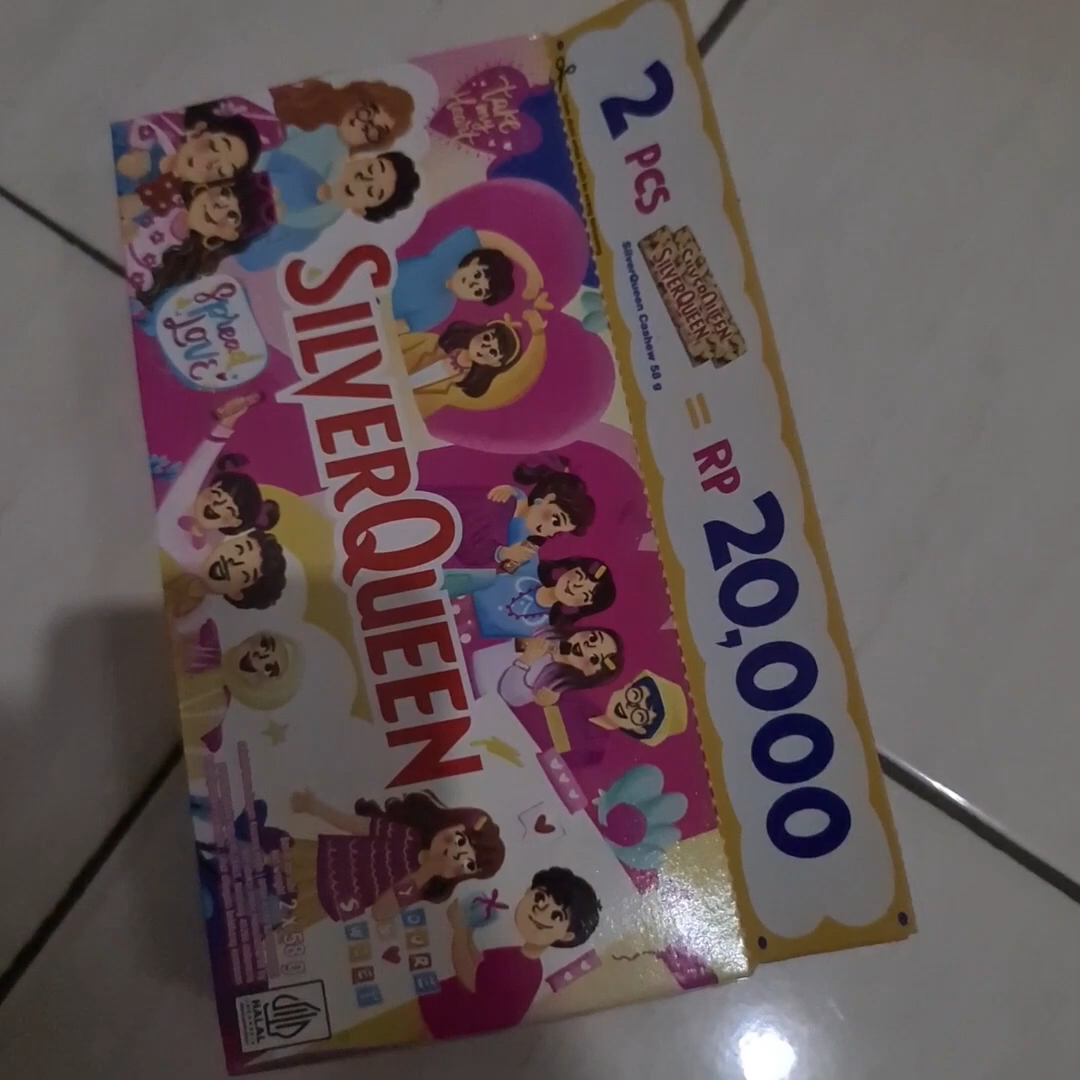 2 PCS
SILVERQUEEN
SILVERQUEEN
SilverQueen Cashew 58 g
= RP 20,000
take
my
Heart
SILVERQUEEN
Spread
LOVE
YOU'RE
SWEET
2 x 58 g
HALAL
INDONESIA